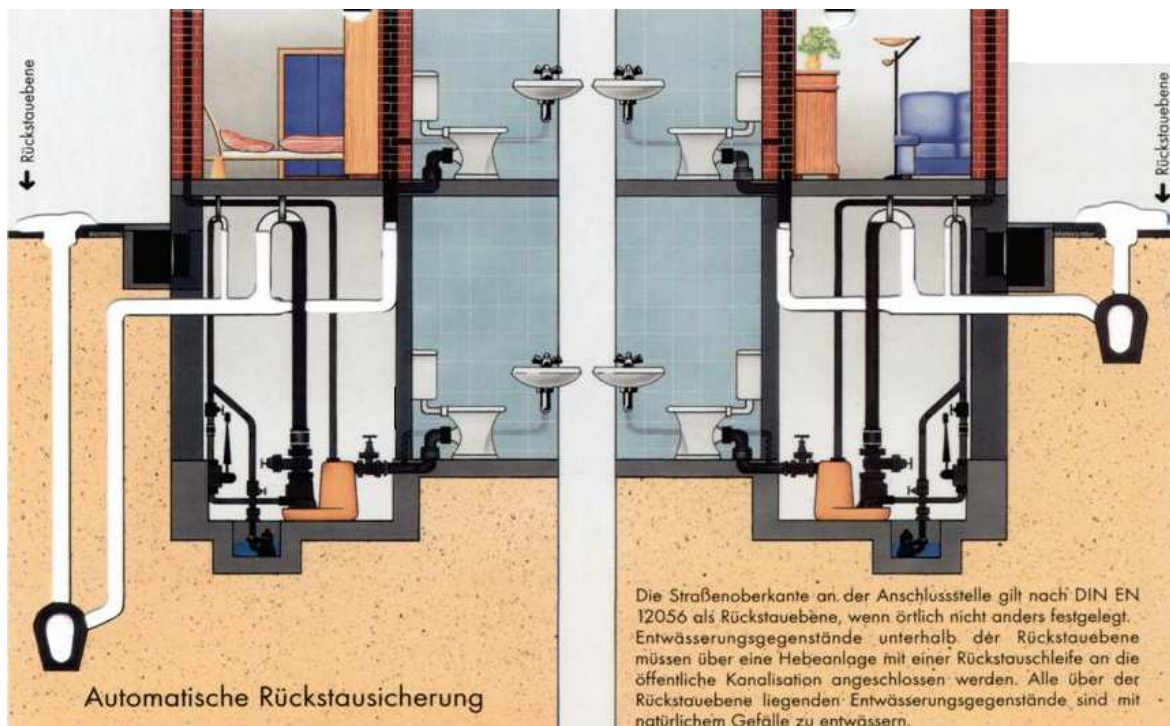 ← Rückstauebene
← Rückstauebene
Automatische Rückstausicherung
Die Straßenoberkante an der Anschlussstelle gilt nach DIN EN
12056 als Rückstauebene, wenn örtlich nicht anders festgelegt.
Entwässerungsgegenstände unterhalb der Rückstauebene
müssen über eine Hebeanlage mit einer Rückstauschleife an die
öffentliche Kanalisation angeschlossen werden. Alle über der
Rückstauebene liegenden Entwässerungsgegenstände sind mit
natürlichem Gefälle zu entwässern.